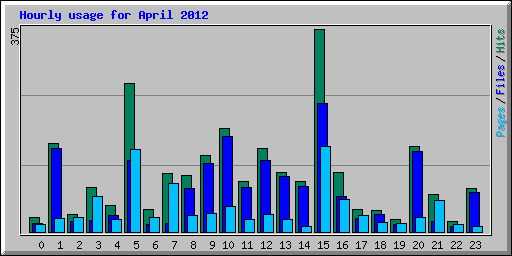 Hourly usage for April 2012
375
Pages / Files / Hits
0 1 2 3 4 5 6 7 8 9 10 11 12 13 14 15 16 17 18 19 20 21 22 23